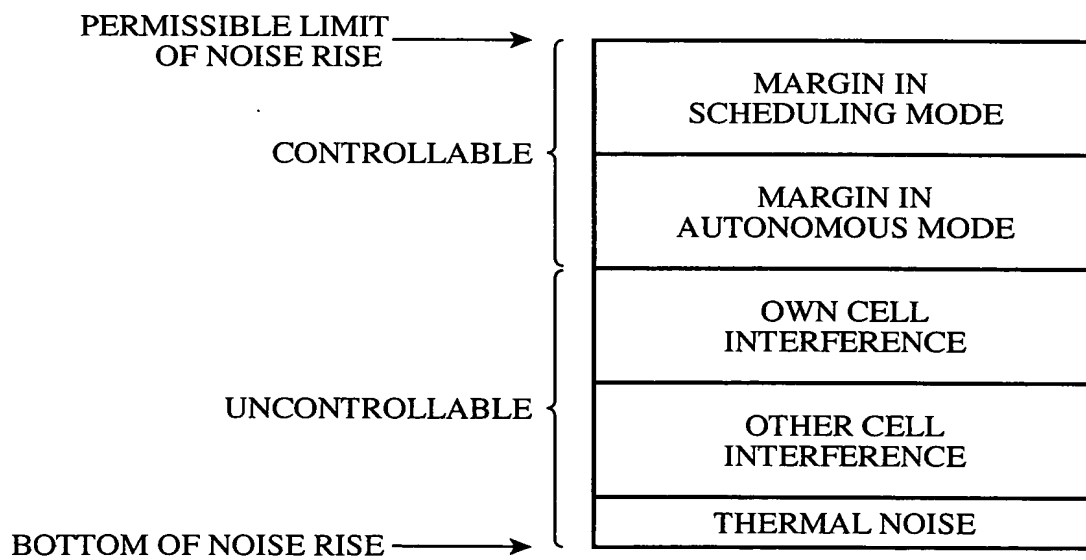 PERMISSIBLE LIMIT
OF NOISE RISE
MARGIN IN
SCHEDULING MODE
CONTROLLABLE
MARGIN IN
AUTONOMOUS MODE
OWN CELL
INTERFERENCE
UNCONTROLLABLE
OTHER CELL
INTERFERENCE
THERMAL NOISE
BOTTOM OF NOISE RISE